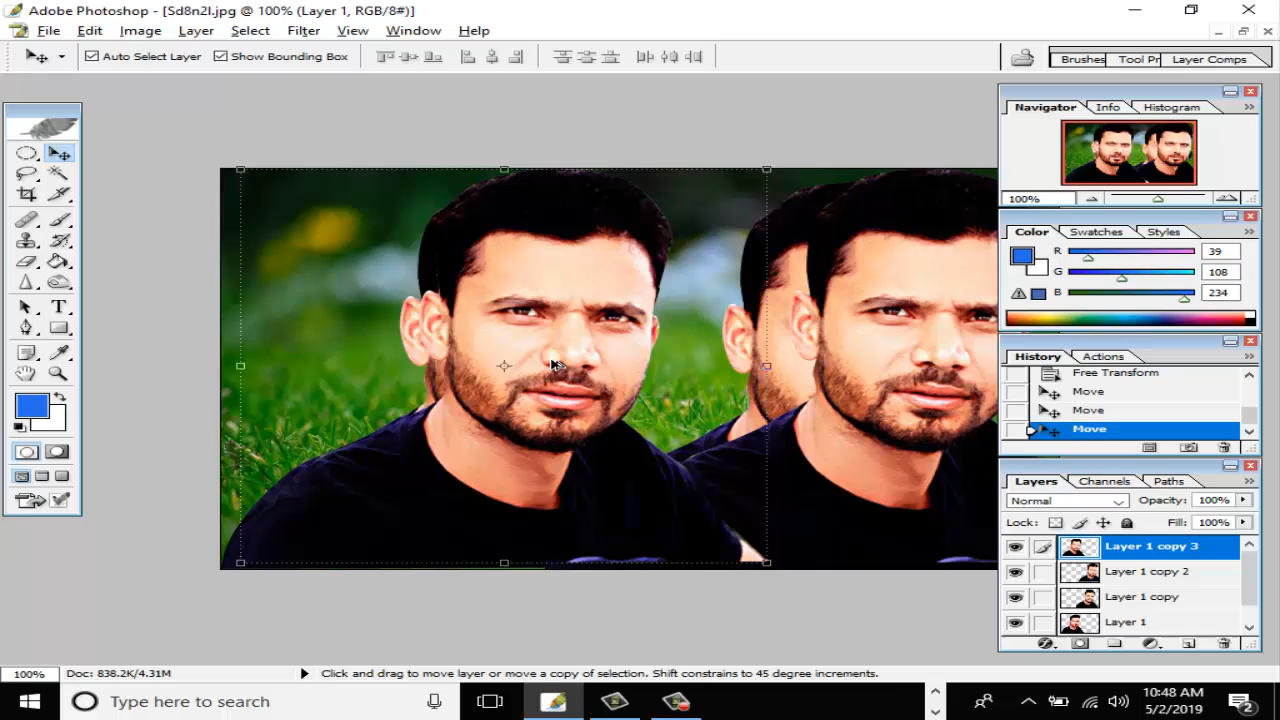 Adobe Photoshop - [Sd8n2l.jpg @ 100% (Layer 1, RGB/8#)]
File Edit Image Layer Select Filter View Window Help
Auto Select Layer Show Bounding Box Brushes Tool Pr Layer Comps
Navigator Info Histogram
100%
Color Swatches Styles
R 39
G 108
B 234
T
History Actions
Free Transform
Move
Move
Move
Layers Channels Paths
Normal Opacity: 100%
Lock: Fill: 100%
Layer 1 copy 3
Layer 1 copy 2
Layer 1 copy
Layer 1
100% Doc: 838.2K/4.31M Click and drag to move layer or move a copy of selection. Shift constrains to 45 degree increments.
Type here to search
10:48 AM
5/2/2019
2